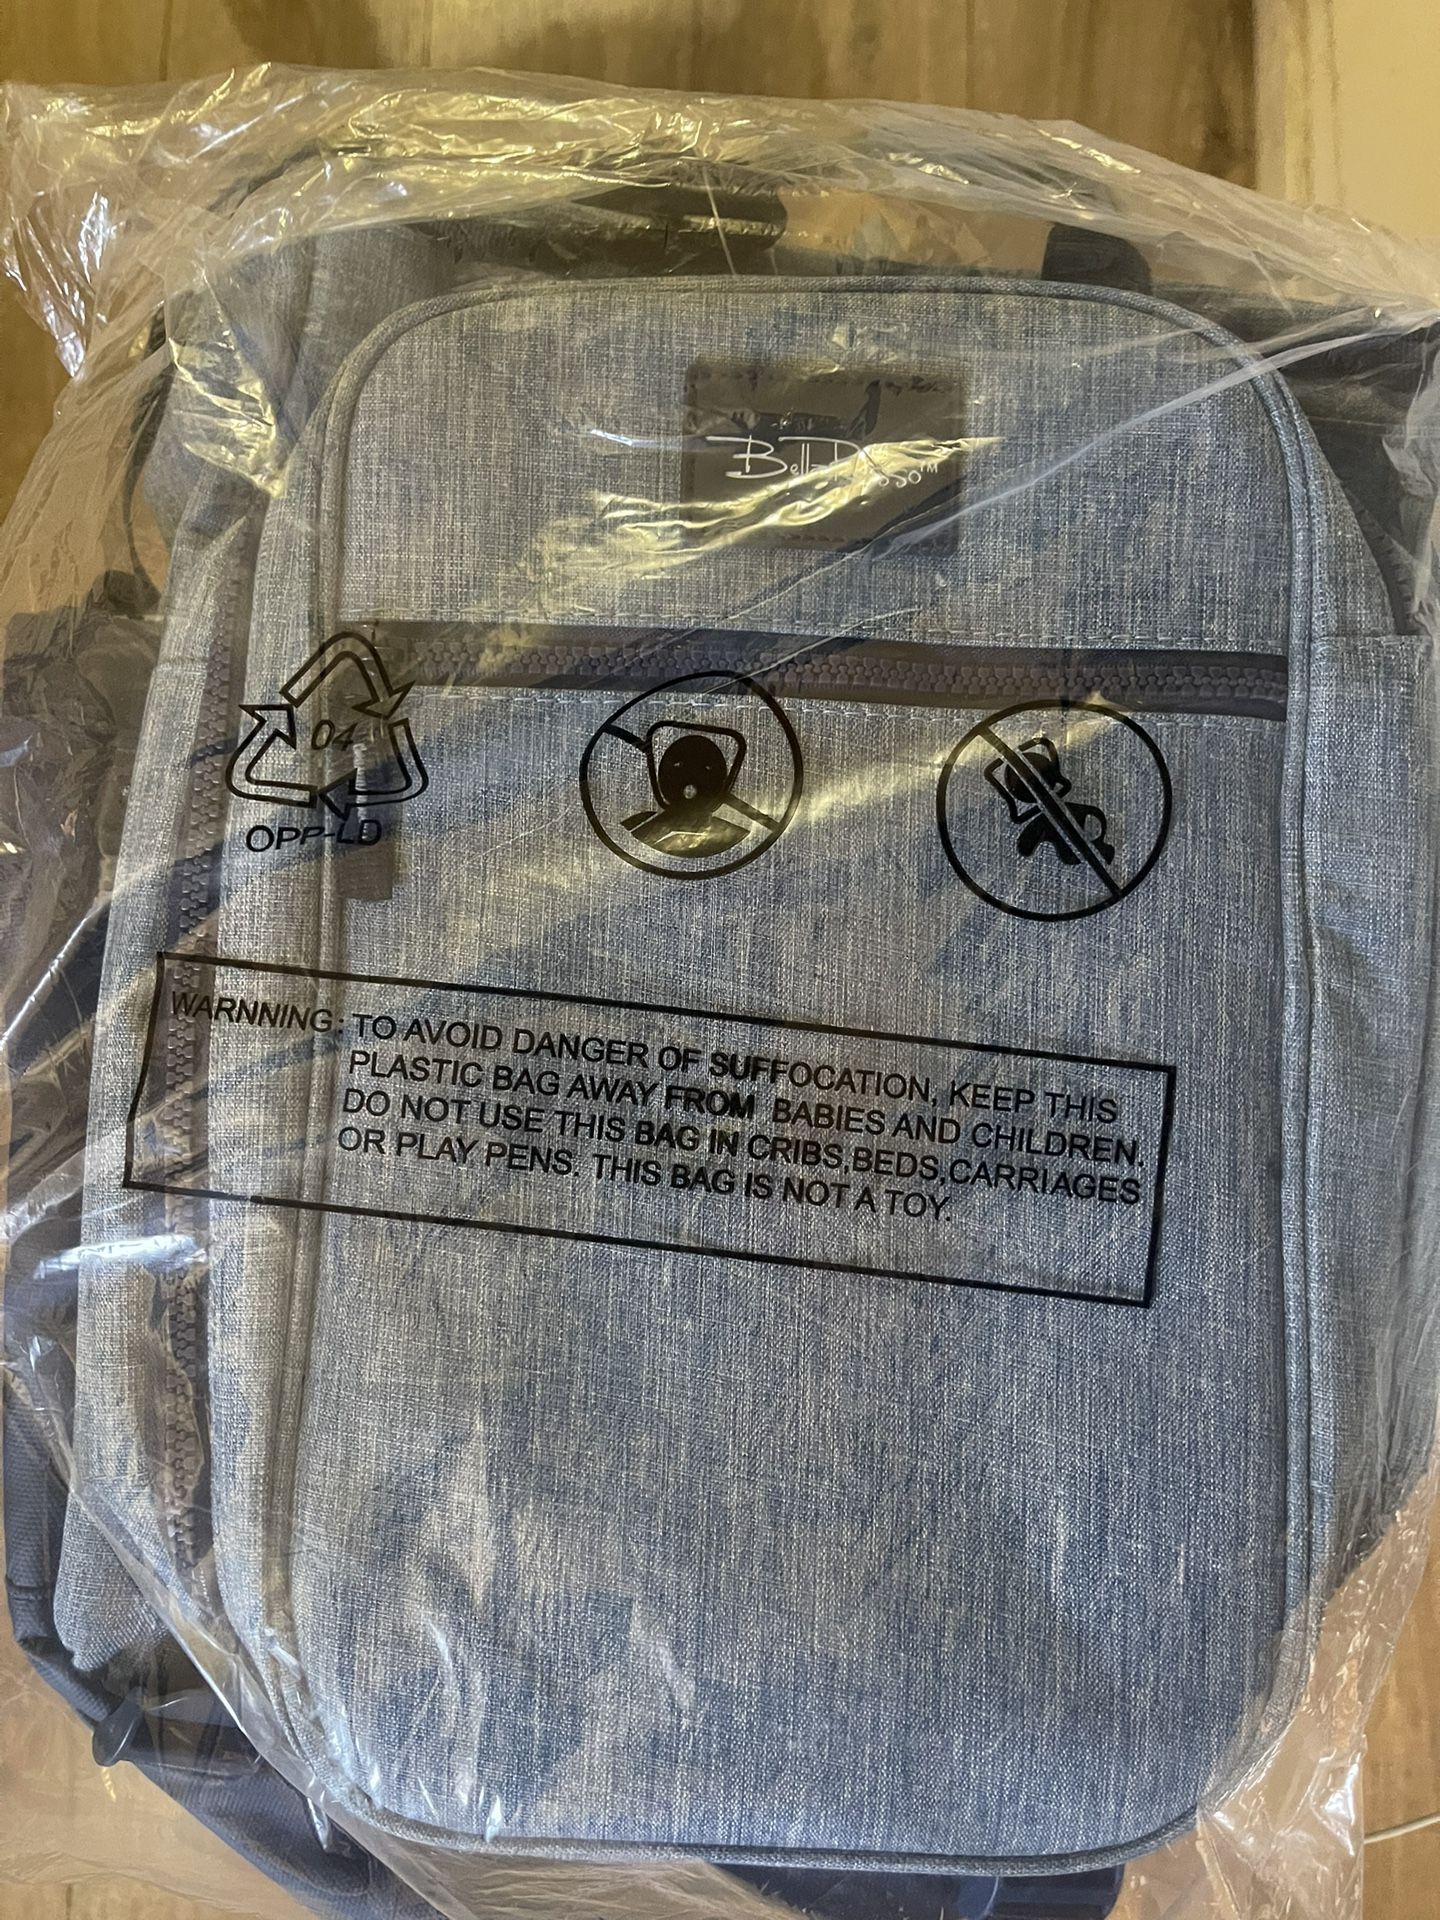 04
OPP-LD
WARNNING: TO AVOID DANGER OF SUFFOCATION, KEEP THIS
PLASTIC BAG AWAY FROM BABIES AND CHILDREN.
DO NOT USE THIS BAG IN CRIBS,BEDS,CARRIAGES
OR PLAY PENS. THIS BAG IS NOT A TOY.